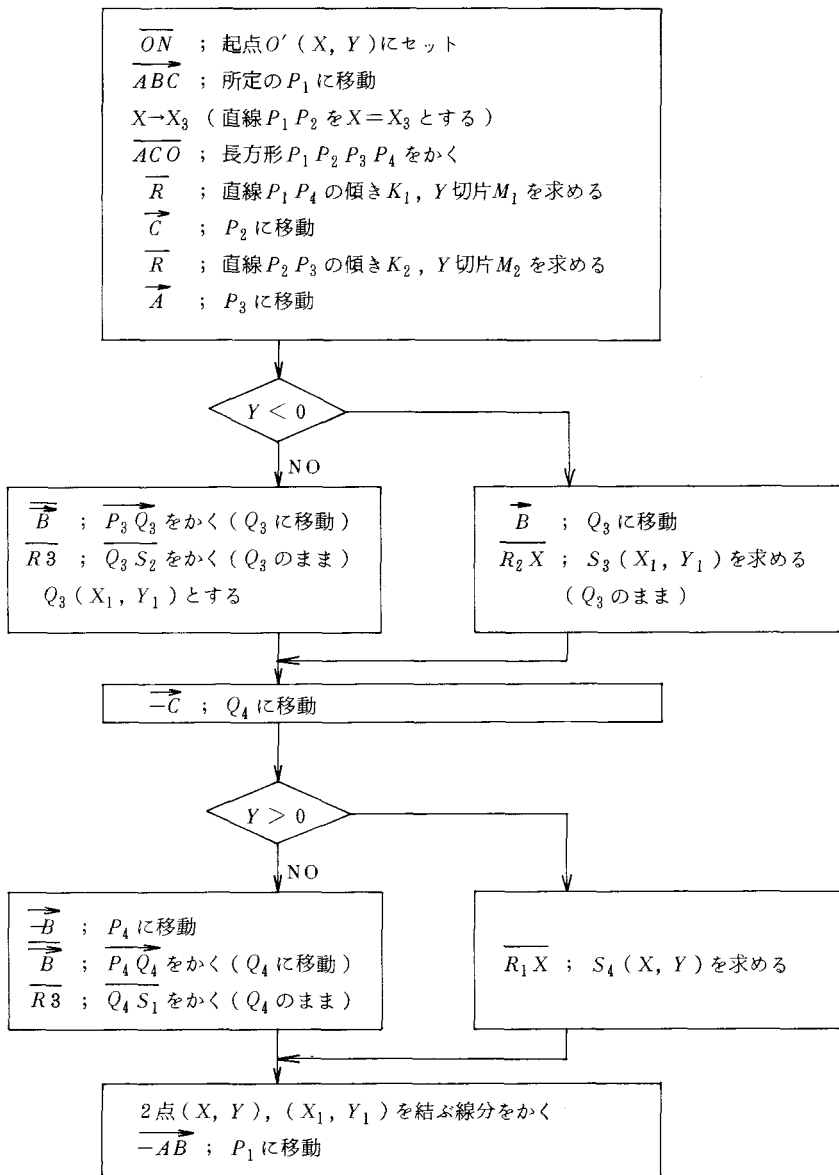 ON ; 起点O′(X, Y)にセット
ABC ; 所定のP₁に移動
X→X₃ (直線P₁P₂をX=X₃とする)
ACO ; 長方形P₁P₂P₃P₄をかく
R ; 直線P₁P₄の傾きK₁, Y切片M₁を求める
C ; P₂に移動
R ; 直線P₂P₃の傾きK₂, Y切片M₂を求める
A ; P₃に移動
Y < 0
NO
B ; P₃Q₃をかく(Q₃に移動)
R3 ; Q₃S₂をかく(Q₃のまま)
Q₃(X₁, Y₁)とする
B ; Q₃に移動
R₂X ; S₃(X₁, Y₁)を求める
(Q₃のまま)
−C ; Q₄に移動
Y > 0
NO
−B ; P₄に移動
B ; P₄Q₄をかく(Q₄に移動)
R3 ; Q₄S₁をかく(Q₄のまま)
R₁X ; S₄(X, Y)を求める
2点(X, Y), (X₁, Y₁)を結ぶ線分をかく
−AB ; P₁に移動